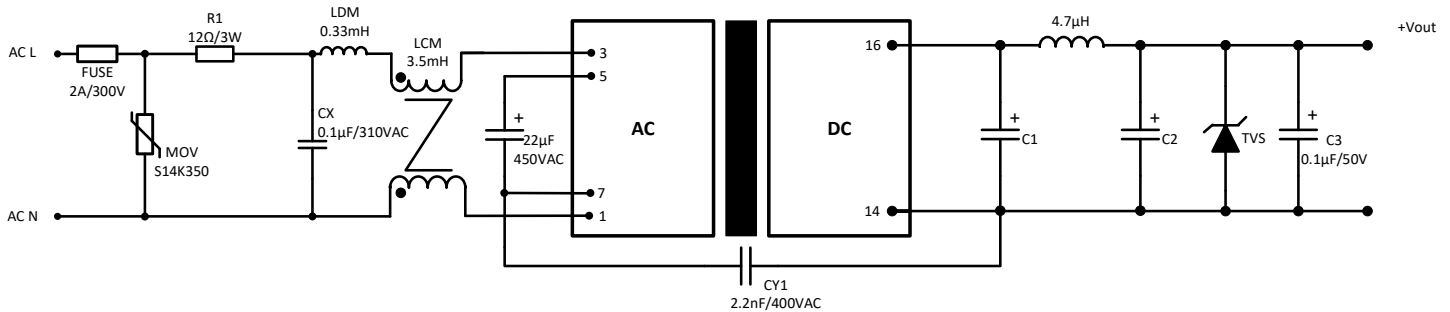 AC L
FUSE
2A/300V
R1
12Ω/3W
MOV
S14K350
LDM
0.33mH
CX
0.1µF/310VAC
LCM
3.5mH
22µF
450VAC
+
3
5
7
1
AC
DC
16
14
CY1
2.2nF/400VAC
+
C1
4.7µH
+
C2
TVS
+
C3
0.1µF/50V
+Vout
AC N